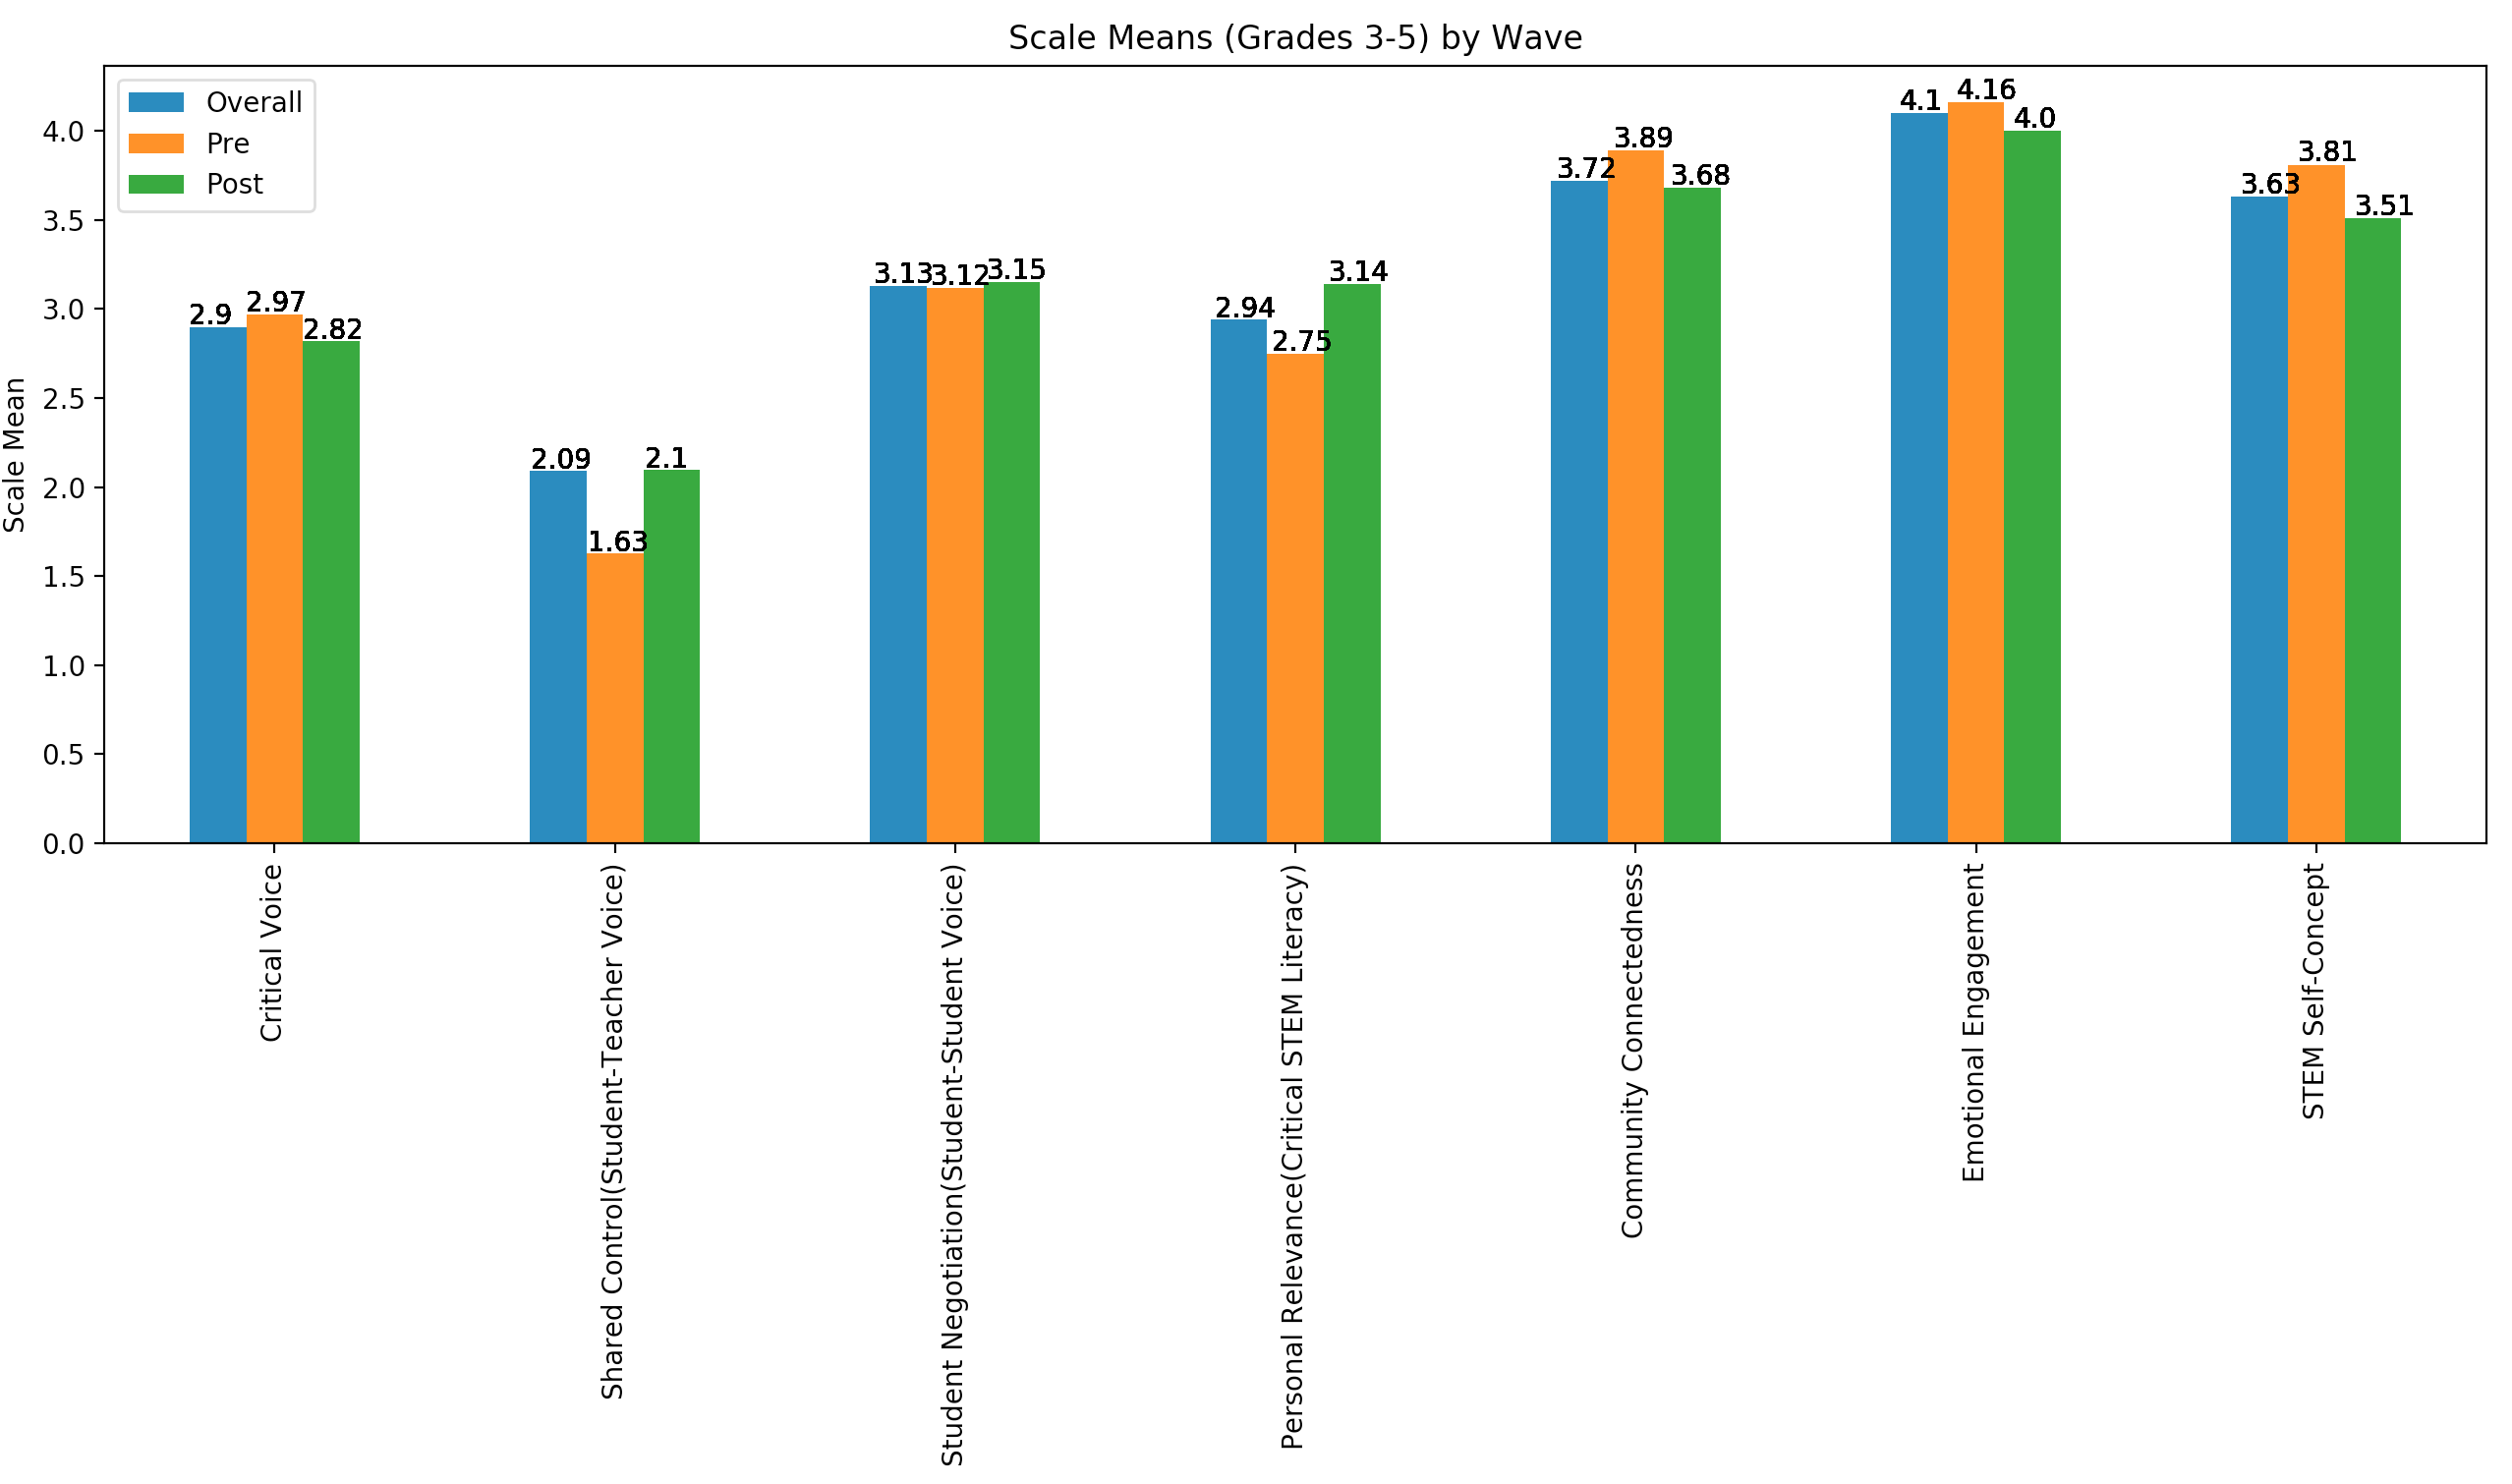 Scale Means (Grades 3-5) by Wave
Overall
Pre
Post
Scale Mean
4.0
3.5
3.0
2.5
2.0
1.5
1.0
0.5
0.0
2.9
2.97
2.82
2.09
1.63
2.1
3.13
3.12
3.15
2.94
2.75
3.14
3.72
3.89
3.68
4.1
4.16
4.0
3.63
3.81
3.51
Critical Voice
Shared Control(Student-Teacher Voice)
Student Negotiation(Student-Student Voice)
Personal Relevance(Critical STEM Literacy)
Community Connectedness
Emotional Engagement
STEM Self-Concept